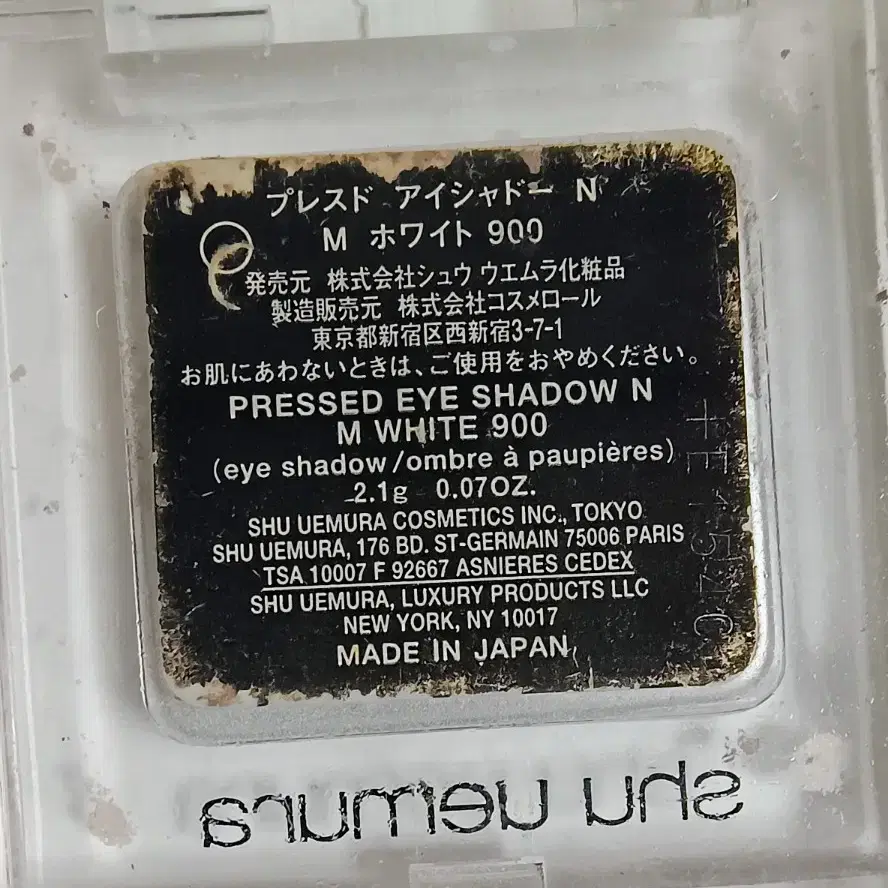 プレスド アイシャドー N
M ホワイト 900
発売元 株式会社シュウ ウエムラ化粧品
製造販売元 株式会社コスメロール
東京都新宿区西新宿3-7-1
お肌にあわないときは、ご使用をおやめください。
PRESSED EYE SHADOW N
M WHITE 900
(eye shadow/ombre à paupières)
2.1g 0.07OZ.
SHU UEMURA COSMETICS INC., TOKYO
SHU UEMURA, 176 BD. ST-GERMAIN 75006 PARIS
TSA 10007 F 92667 ASNIERES CEDEX
SHU UEMURA, LUXURY PRODUCTS LLC
NEW YORK, NY 10017
MADE IN JAPAN
shu uemura